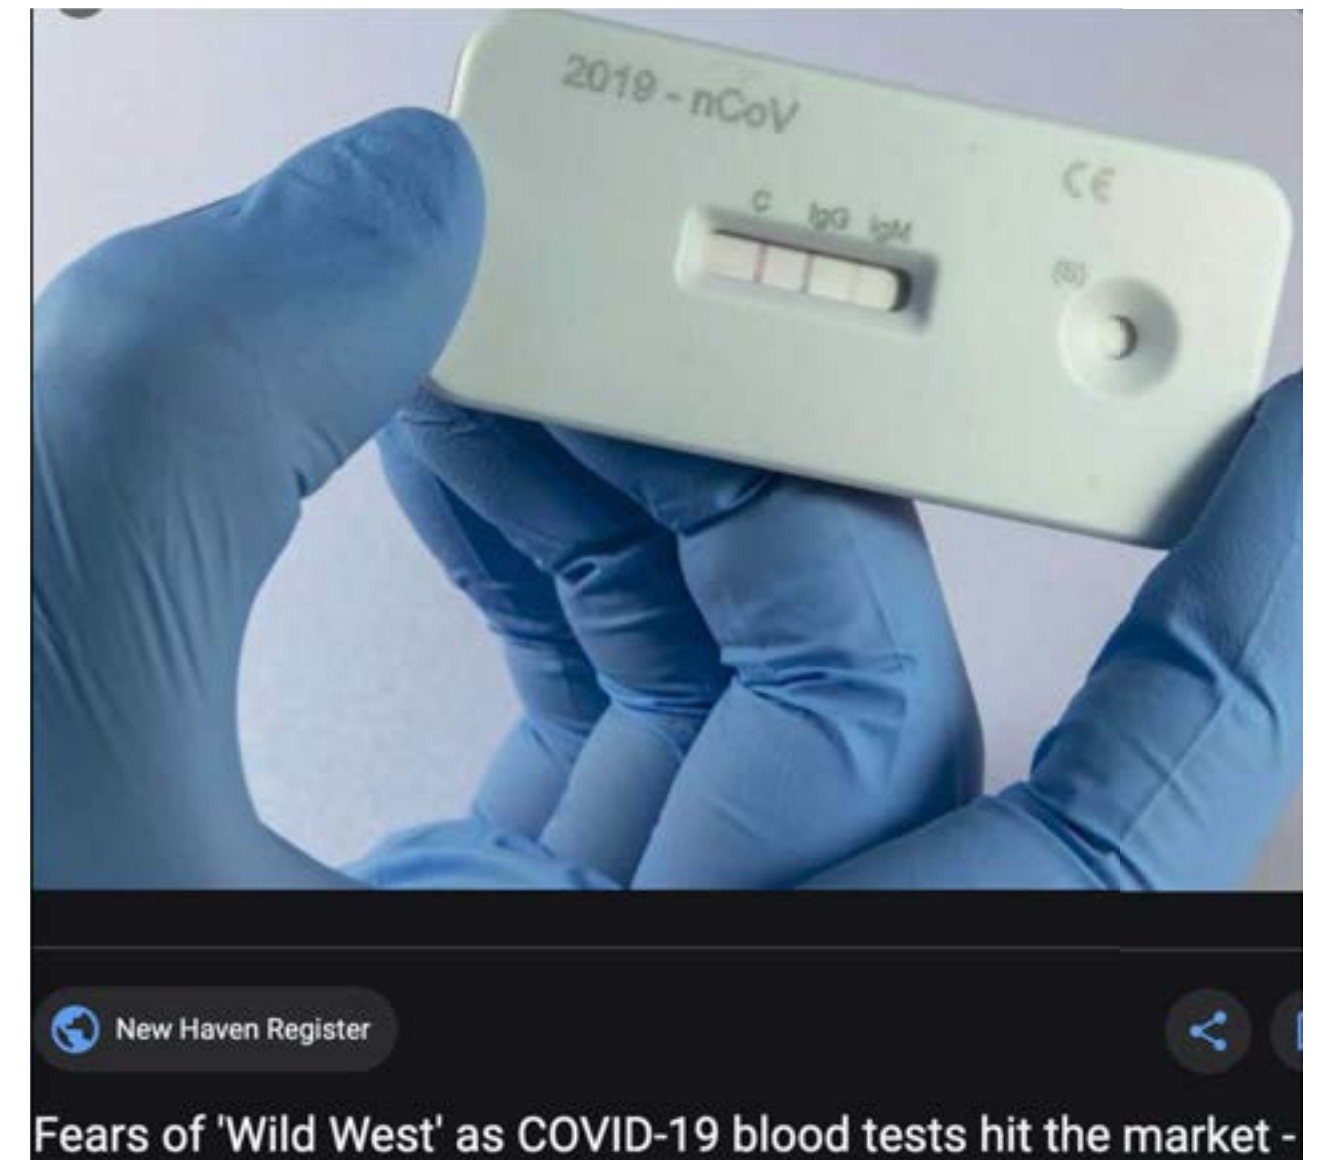 2019 - nCoV
CE
C IgG IgM
(S)
New Haven Register
Fears of 'Wild West' as COVID-19 blood tests hit the market -